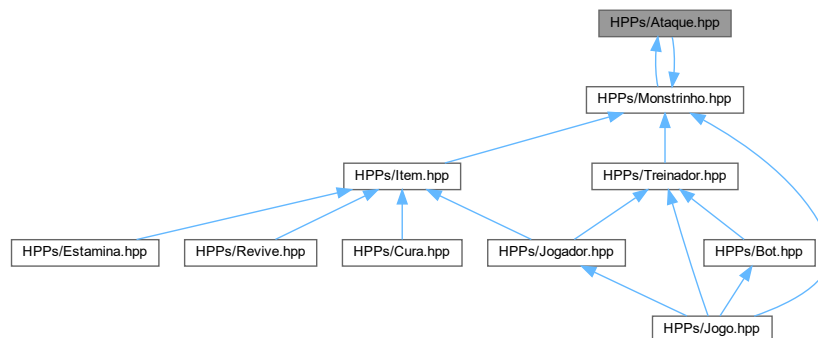 HPPs/Ataque.hpp
HPPs/Monstrinho.hpp
HPPs/Item.hpp
HPPs/Treinador.hpp
HPPs/Estamina.hpp
HPPs/Revive.hpp
HPPs/Cura.hpp
HPPs/Jogador.hpp
HPPs/Bot.hpp
HPPs/Jogo.hpp